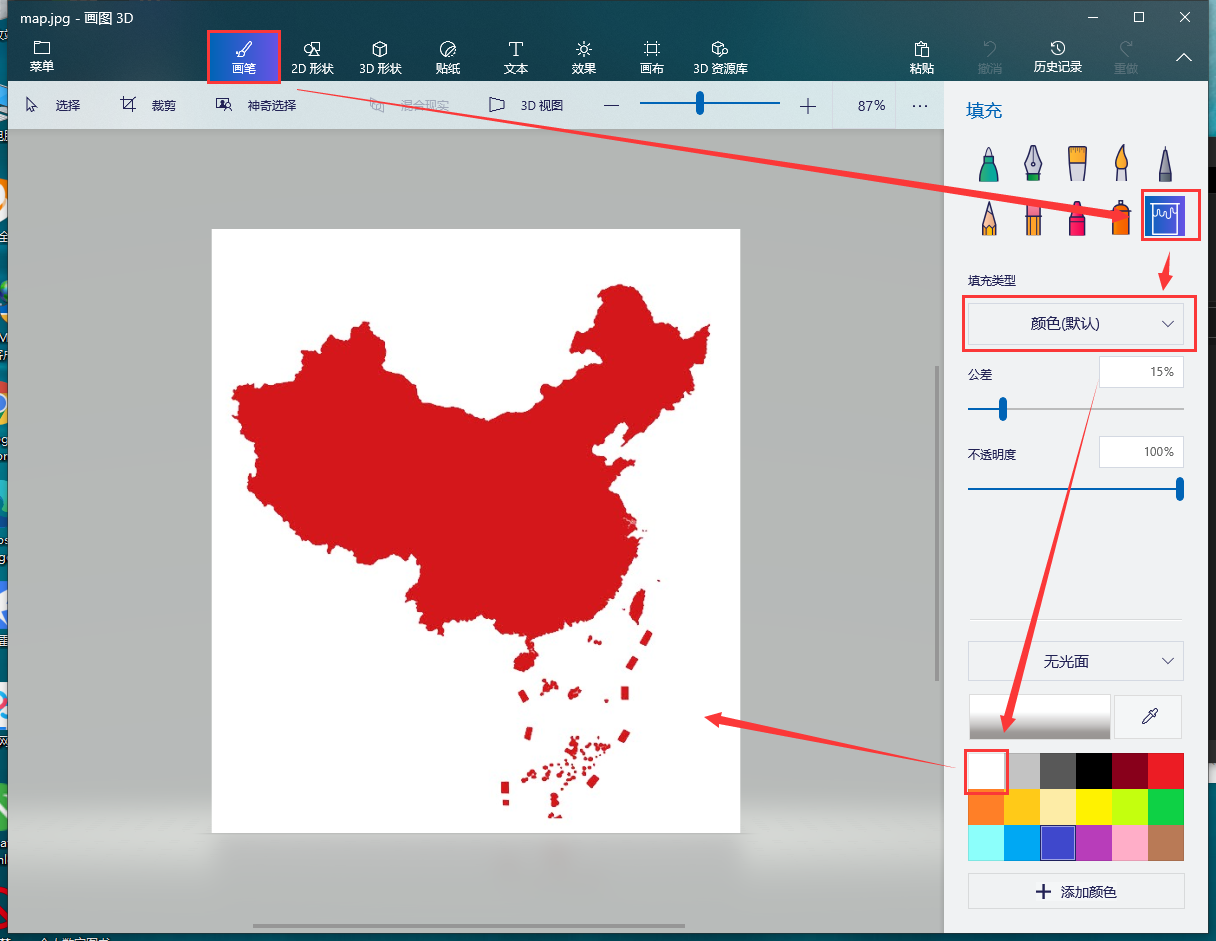 map.jpg - 画图 3D
菜单
画笔
2D 形状
3D 形状
贴纸
文本
效果
画布
3D 资源库
粘贴
撤消
历史记录
重做
选择
裁剪
神奇选择
混合现实
3D 视图
87%
填充
填充类型
颜色(默认)
公差
15%
不透明度
100%
无光面
添加颜色